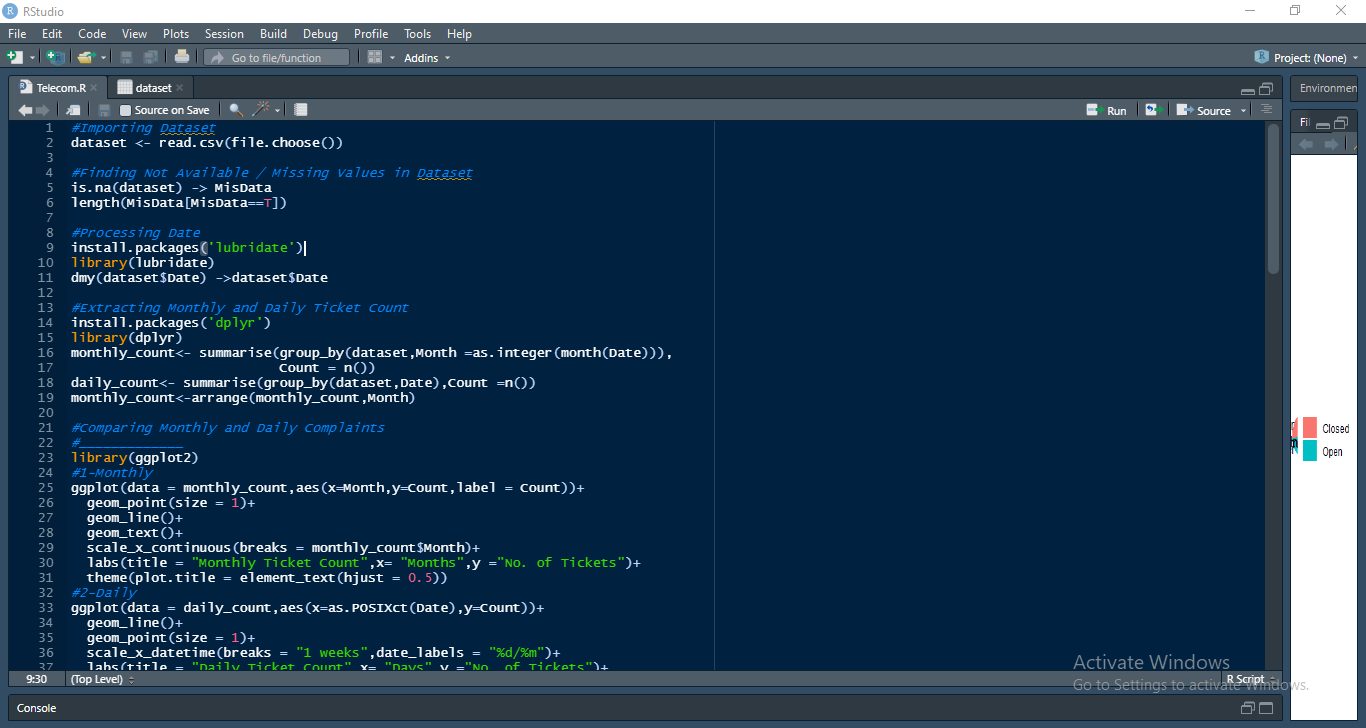 RStudio
File Edit Code View Plots Session Build Debug Profile Tools Help
Go to file/function Addins Project: (None)
Telecom.R dataset Environmen
Source on Save Run Source Fi
1 #Importing Dataset
2 dataset <- read.csv(file.choose())
3
4 #Finding Not Available / Missing Values in Dataset
5 is.na(dataset) -> MisData
6 length(MisData[MisData==T])
7
8 #Processing Date
9 install.packages('lubridate')
10 library(lubridate)
11 dmy(dataset$Date) ->dataset$Date
12
13 #Extracting Monthly and Daily Ticket Count
14 install.packages('dplyr')
15 library(dplyr)
16 monthly_count<- summarise(group_by(dataset,Month =as.integer(month(Date))),
17 Count = n())
18 daily_count<- summarise(group_by(dataset,Date),Count =n())
19 monthly_count<-arrange(monthly_count,Month)
20
21 #Comparing Monthly and Daily Complaints
22 #_____________
23 library(ggplot2)
24 #1-Monthly
25 ggplot(data = monthly_count,aes(x=Month,y=Count,label = Count))+
26 geom_point(size = 1)+
27 geom_line()+
28 geom_text()+
29 scale_x_continuous(breaks = monthly_count$Month)+
30 labs(title = "Monthly Ticket Count",x= "Months",y ="No. of Tickets")+
31 theme(plot.title = element_text(hjust = 0.5))
32 #2-Daily
33 ggplot(data = daily_count,aes(x=as.POSIXct(Date),y=Count))+
34 geom_line()+
35 geom_point(size = 1)+
36 scale_x_datetime(breaks = "1 weeks",date_labels = "%d/%m")+
37 labs(title = "Daily Ticket Count",x= "Days",y ="No. of Tickets")+
Closed
Open
Activate Windows
Go to Settings to activate Windows.
9:30 (Top Level) R Script
Console